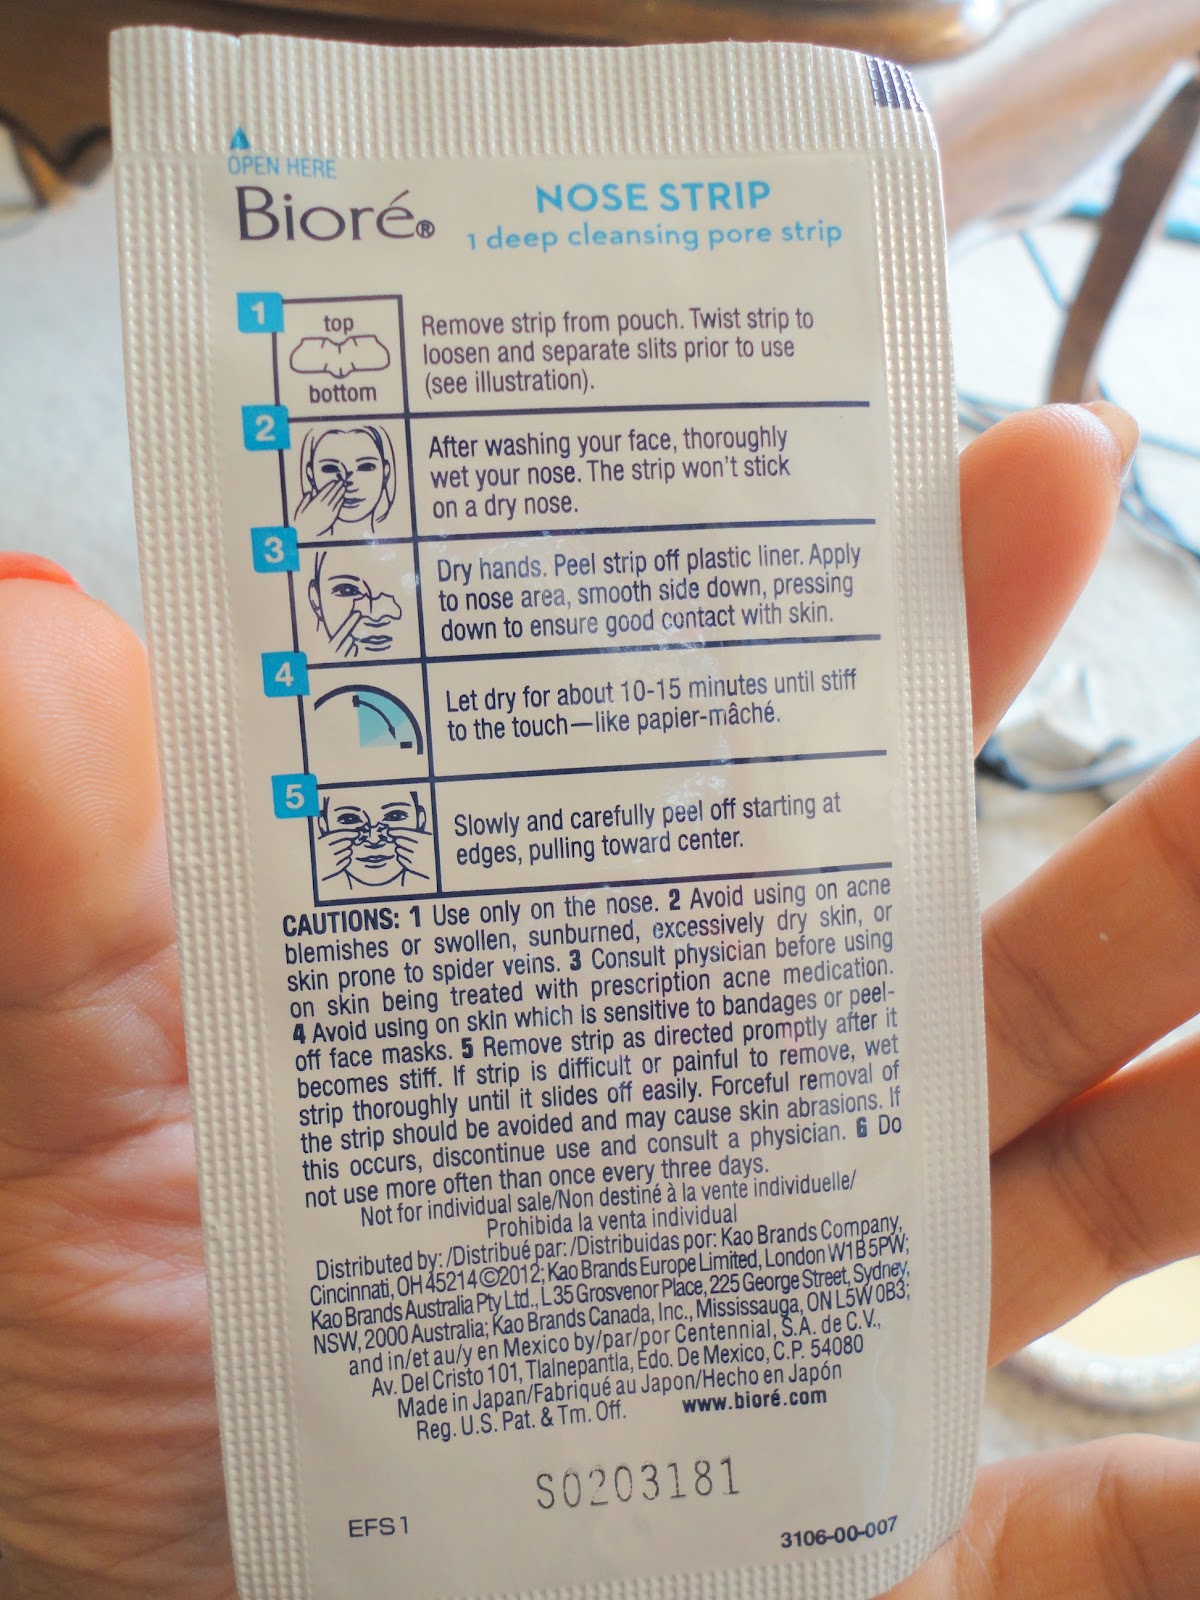 OPEN HERE
Bioré®
NOSE STRIP
1 deep cleansing pore strip
1
top
bottom
Remove strip from pouch. Twist strip to
loosen and separate slits prior to use
(see illustration).
2
After washing your face, thoroughly
wet your nose. The strip won't stick
on a dry nose.
3
Dry hands. Peel strip off plastic liner. Apply
to nose area, smooth side down, pressing
down to ensure good contact with skin.
4
Let dry for about 10-15 minutes until stiff
to the touch—like papier-mâché.
5
Slowly and carefully peel off starting at
edges, pulling toward center.
CAUTIONS: 1 Use only on the nose. 2 Avoid using on acne
blemishes or swollen, sunburned, excessively dry skin, or
skin prone to spider veins. 3 Consult physician before using
on skin being treated with prescription acne medication.
4 Avoid using on skin which is sensitive to bandages or peel-
off face masks. 5 Remove strip as directed promptly after it
becomes stiff. If strip is difficult or painful to remove, wet
strip thoroughly until it slides off easily. Forceful removal of
the strip should be avoided and may cause skin abrasions. If
this occurs, discontinue use and consult a physician. 6 Do
not use more often than once every three days.
Not for individual sale/Non destiné à la vente individuelle/
Prohibida la venta individual
Distributed by:/Distribué par:/Distribuidas por: Kao Brands Company,
Cincinnati, OH 45214 ©2012; Kao Brands Europe Limited, London W1B 5PW;
Kao Brands Australia Pty Ltd., L 35 Grosvenor Place, 225 George Street, Sydney,
NSW, 2000 Australia; Kao Brands Canada, Inc., Mississauga, ON L5W 0B3;
and in/et au/y en Mexico by/par/por Centennial, S.A. de C.V.,
Av. Del Cristo 101, Tlalnepantla, Edo. De Mexico, C.P. 54080
Made in Japan/Fabriqué au Japon/Hecho en Japón
Reg. U.S. Pat. & Tm. Off. www.bioré.com
S0203181
EFS1
3106-00-007